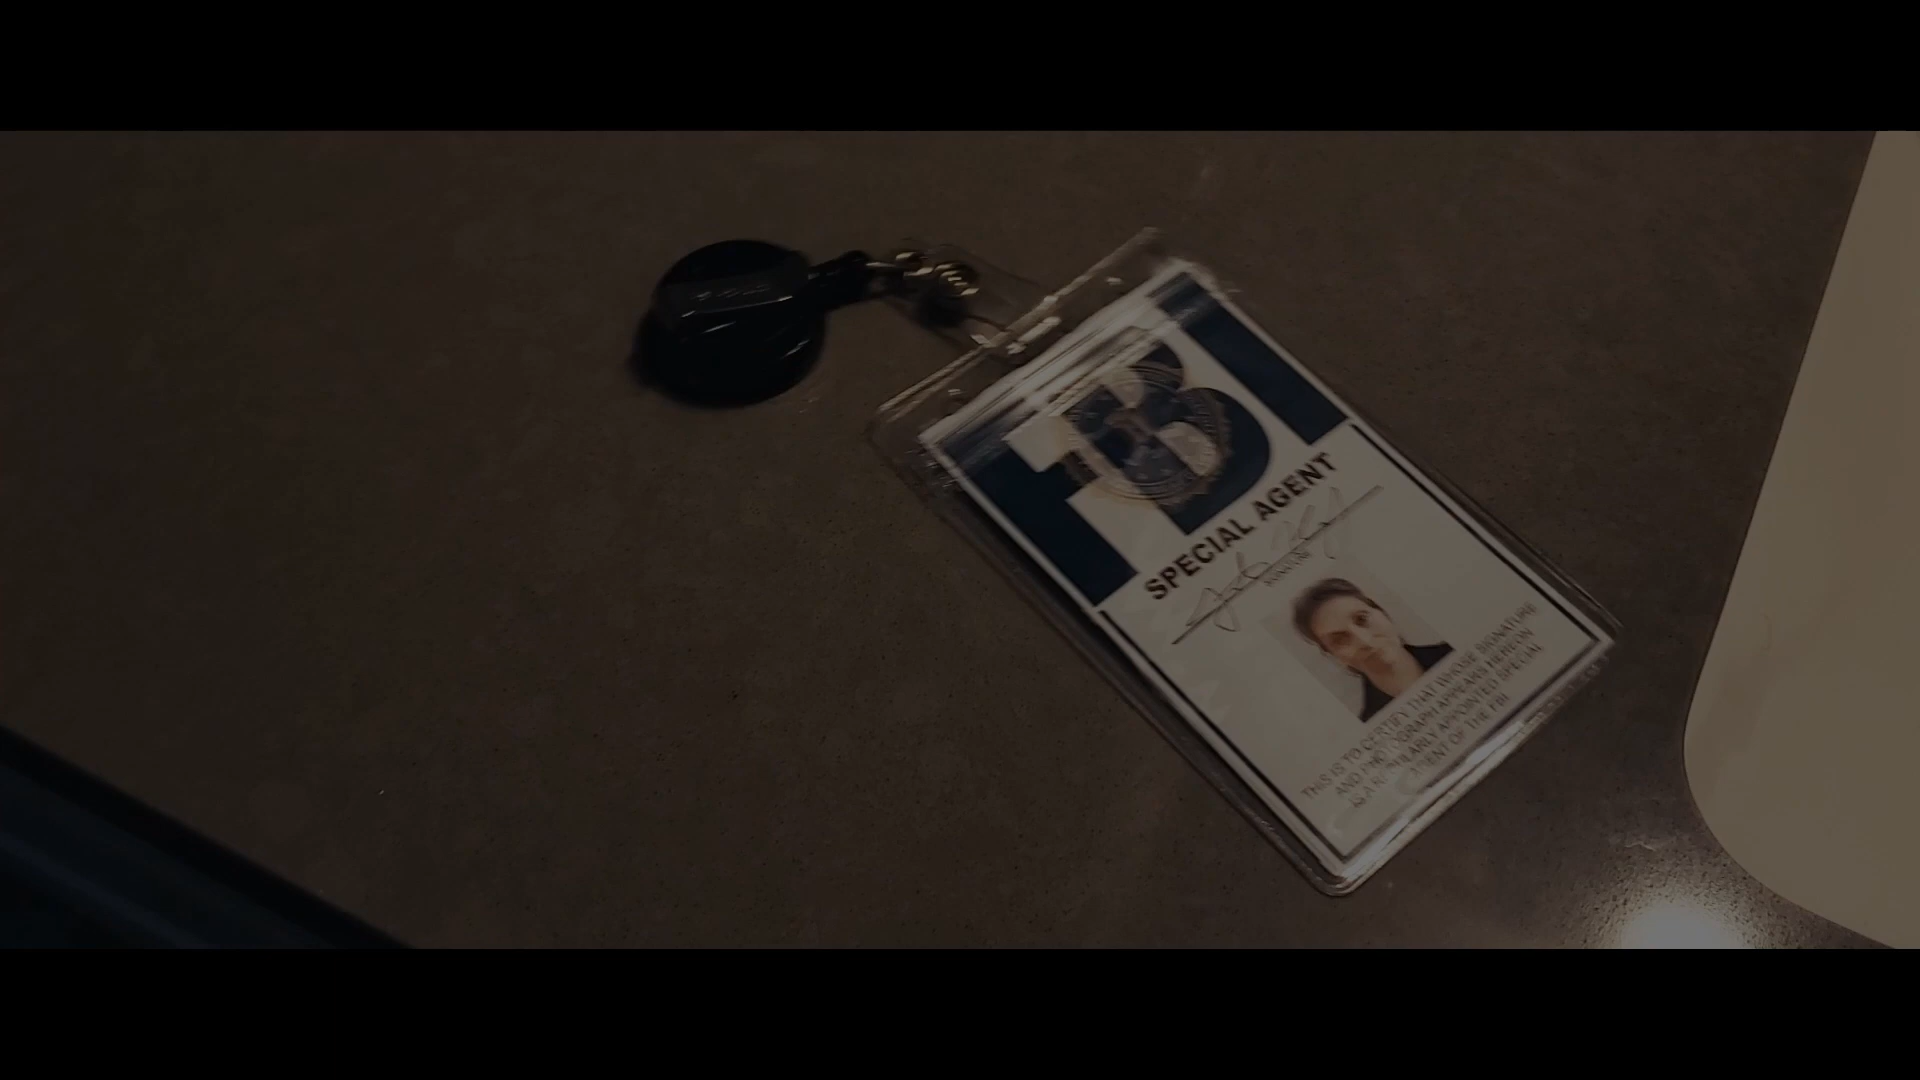 FBI
SPECIAL AGENT
SIGNATURE
THIS IS TO CERTIFY THAT WHOSE SIGNATURE
AND PHOTOGRAPH APPEARS HEREON
IS A REGULARLY APPOINTED SPECIAL
AGENT OF THE FBI